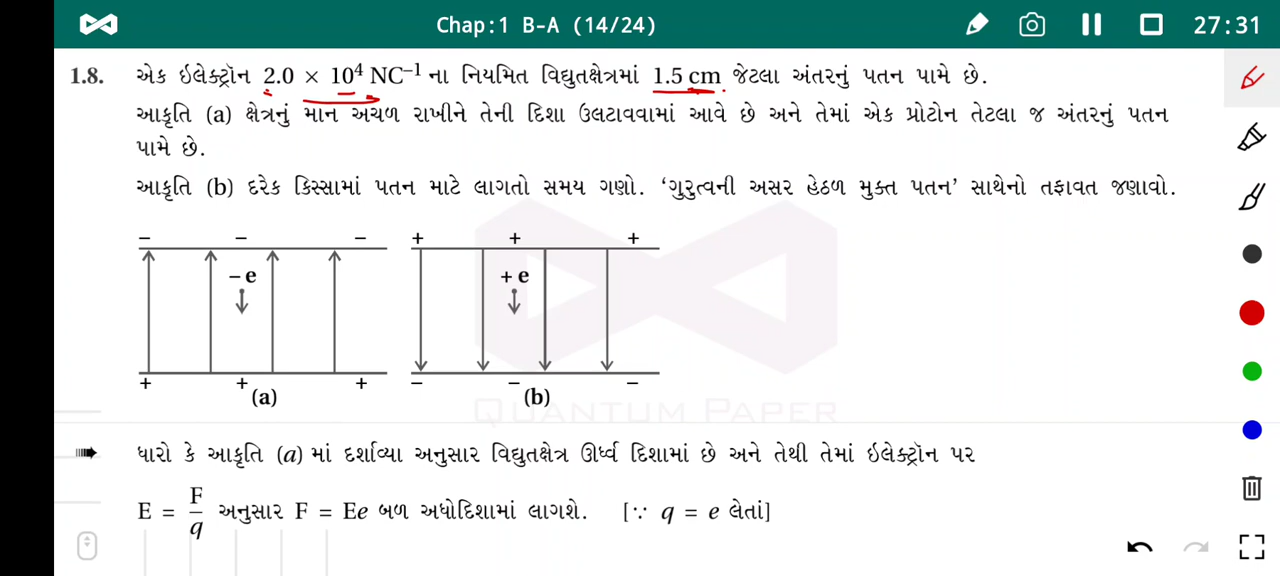 Chap:1 B-A (14/24)
27:31
1.8. એક ઇલેક્ટ્રૉન 2.0 × 10⁴ NC⁻¹ ના નિયમિત વિદ્યુતક્ષેત્રમાં 1.5 cm જેટલા અંતરનું પતન પામે છે.
આકૃતિ (a) ક્ષેત્રનું માન અચળ રાખીને તેની દિશા ઉલટાવવામાં આવે છે અને તેમાં એક પ્રોટોન તેટલા જ અંતરનું પતન
પામે છે.
આકૃતિ (b) દરેક કિસ્સામાં પતન માટે લાગતો સમય ગણો. ‘ગુરુત્વની અસર હેઠળ મુક્ત પતન’ સાથેનો તફાવત જણાવો.
− − − + + +
− e + e
+ + + − − −
(a) (b)
QUANTUM PAPER
ધારો કે આકૃતિ (a) માં દર્શાવ્યા અનુસાર વિદ્યુતક્ષેત્ર ઊર્ધ્વ દિશામાં છે અને તેથી તેમાં ઇલેક્ટ્રૉન પર
E = F/q અનુસાર F = Ee બળ અધોદિશામાં લાગશે. [∵ q = e લેતાં]